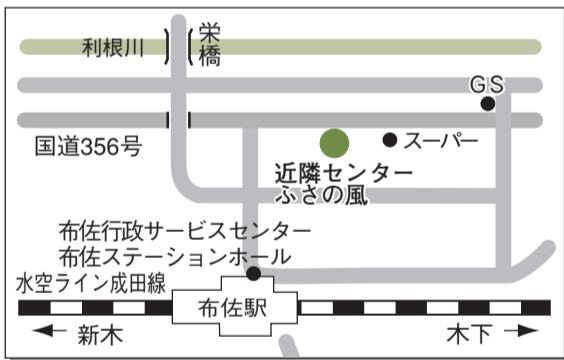 利根川
栄橋
GS
国道356号
スーパー
近隣センター
ふさの風
布佐行政サービスセンター
布佐ステーションホール
水空ライン成田線
布佐駅
新木
木下